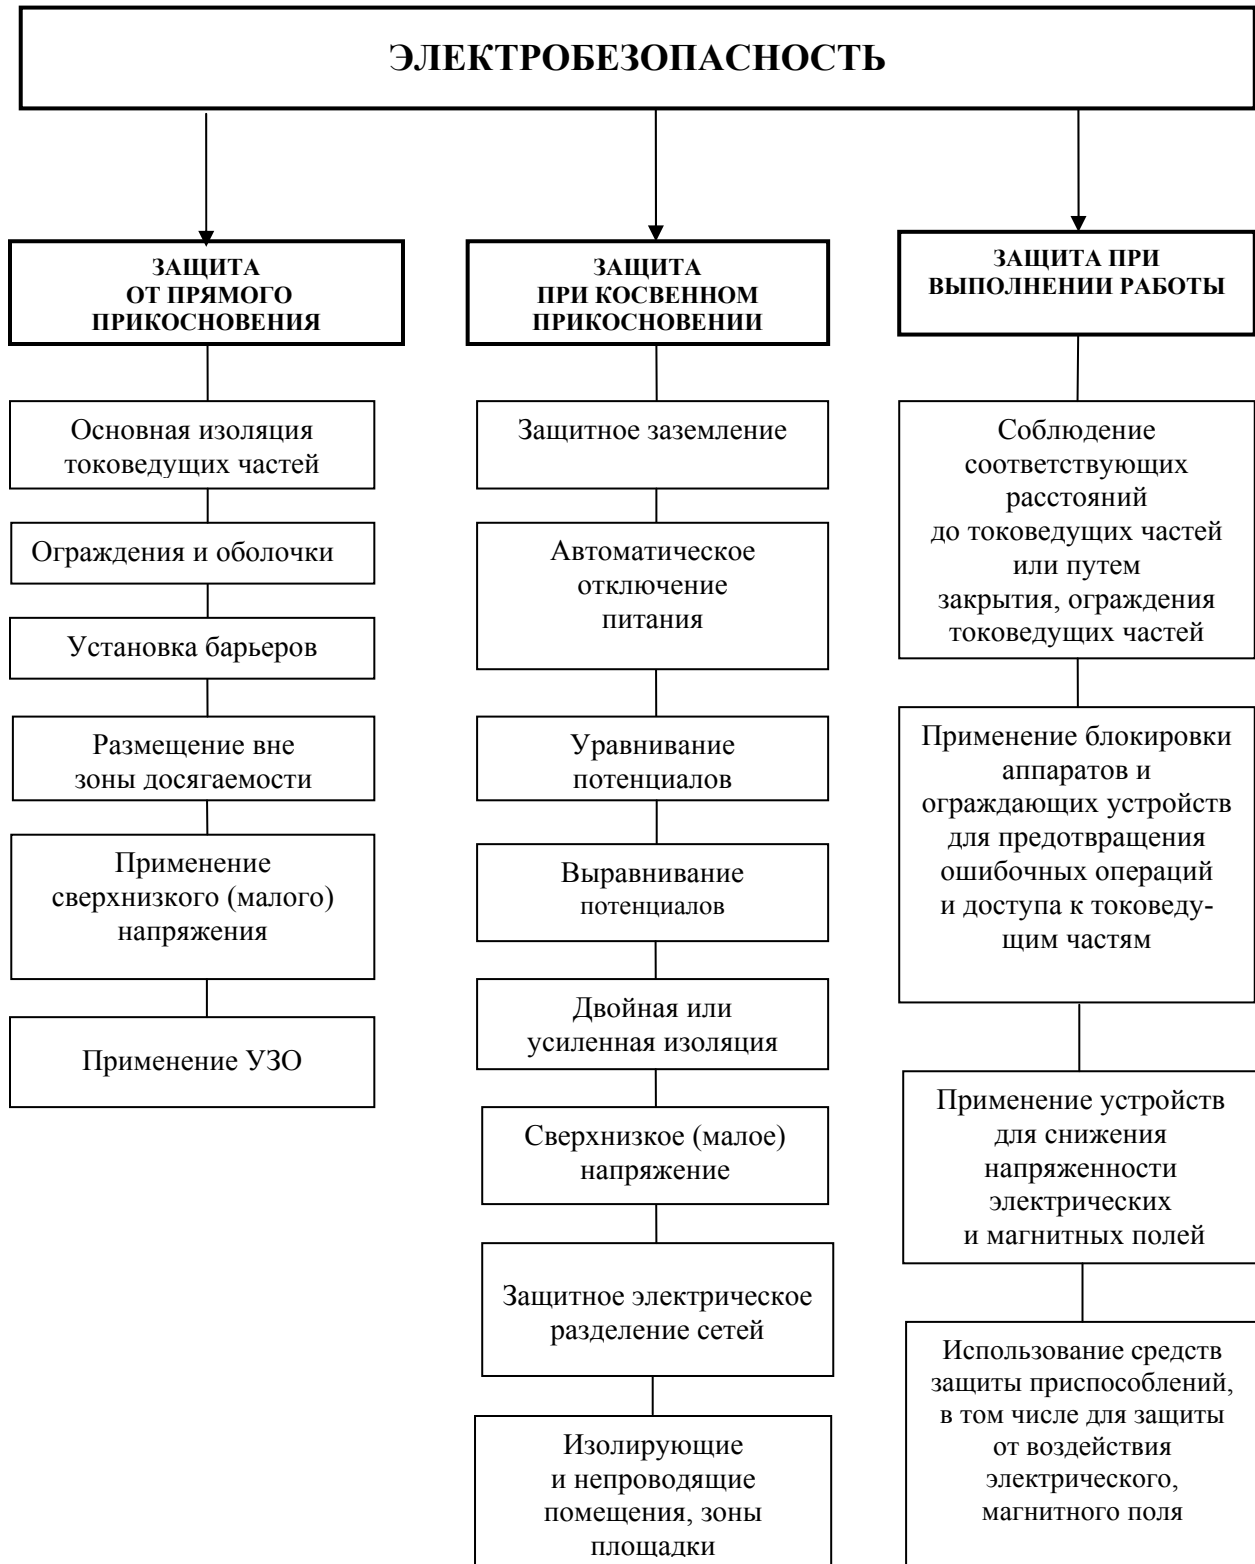 ЭЛЕКТРОБЕЗОПАСНОСТЬ
ЗАЩИТА
ОТ ПРЯМОГО
ПРИКОСНОВЕНИЯ
Основная изоляция
токоведущих частей
Ограждения и оболочки
Установка барьеров
Размещение вне
зоны досягаемости
Применение
сверхнизкого (малого)
напряжения
Применение УЗО
ЗАЩИТА
ПРИ КОСВЕННОМ
ПРИКОСНОВЕНИИ
Защитное заземление
Автоматическое
отключение
питания
Уравнивание
потенциалов
Выравнивание
потенциалов
Двойная или
усиленная изоляция
Сверхнизкое (малое)
напряжение
Защитное электрическое
разделение сетей
Изолирующие
и непроводящие
помещения, зоны
площадки
ЗАЩИТА ПРИ
ВЫПОЛНЕНИИ РАБОТЫ
Соблюдение
соответствующих
расстояний
до токоведущих частей
или путем
закрытия, ограждения
токоведущих частей
Применение блокировки
аппаратов и
ограждающих устройств
для предотвращения
ошибочных операций
и доступа к токоведу-
щим частям
Применение устройств
для снижения
напряженности
электрических
и магнитных полей
Использование средств
защиты приспособлений,
в том числе для защиты
от воздействия
электрического,
магнитного поля